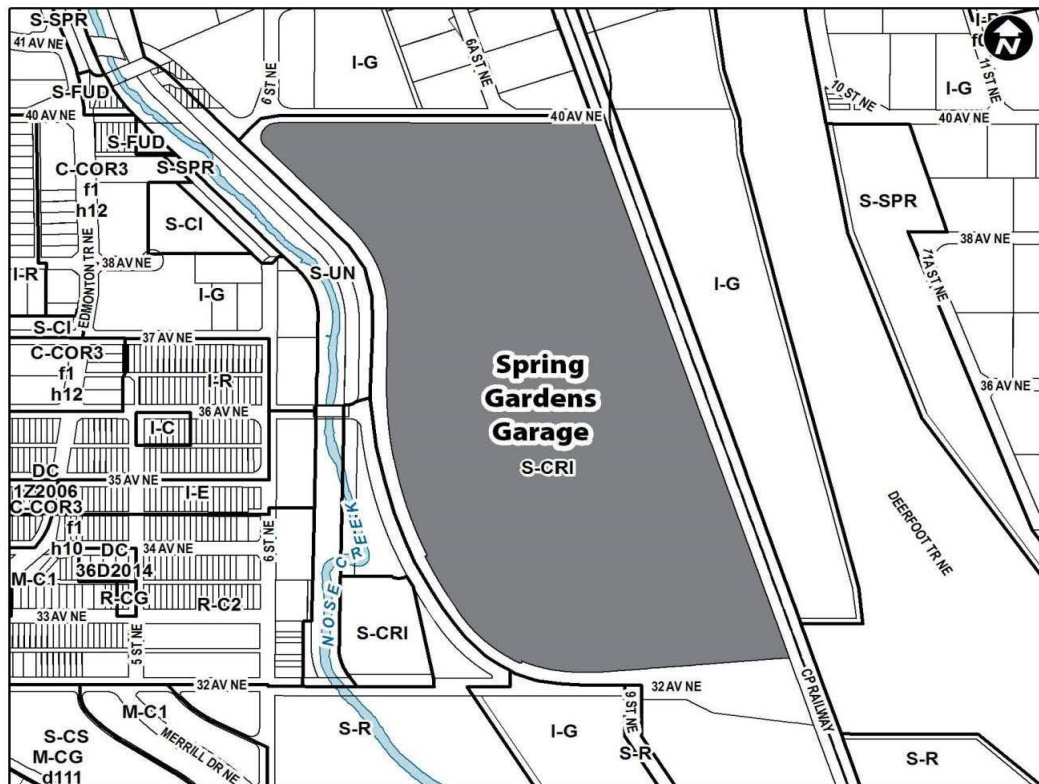 S-SPR
41 AV NE
S-FUD
40 AV NE
S-FUD
C-COR3
f1
h12
S-SPR
S-CI
38 AV NE
EDMONTON TR NE
I-R
I-G
S-CI
S-UN
6 ST NE
I-G
6A ST NE
40 AV NE
10 ST NE
11 ST NE
I-G
40 AV NE
N
S-SPR
38 AV NE
11A ST NE
36 AV NE
I-G
DEERFOOT TR NE
Spring
Gardens
Garage
S-CRI
37 AV NE
C-COR3
f1
h12
I-R
36 AV NE
I-C
35 AV NE
DC
1Z2006
C-COR3
f1
h10
I-E
34 AV NE
DC
36D2014
M-C1
R-CG
R-C2
33 AV NE
5 ST NE
6 ST NE
NOSE CREEK
S-CRI
32 AV NE
M-C1
MERRILL DR NE
S-CS
M-CG
d111
S-R
I-G
9 ST NE
S-R
32 AV NE
CP RAILWAY
S-R